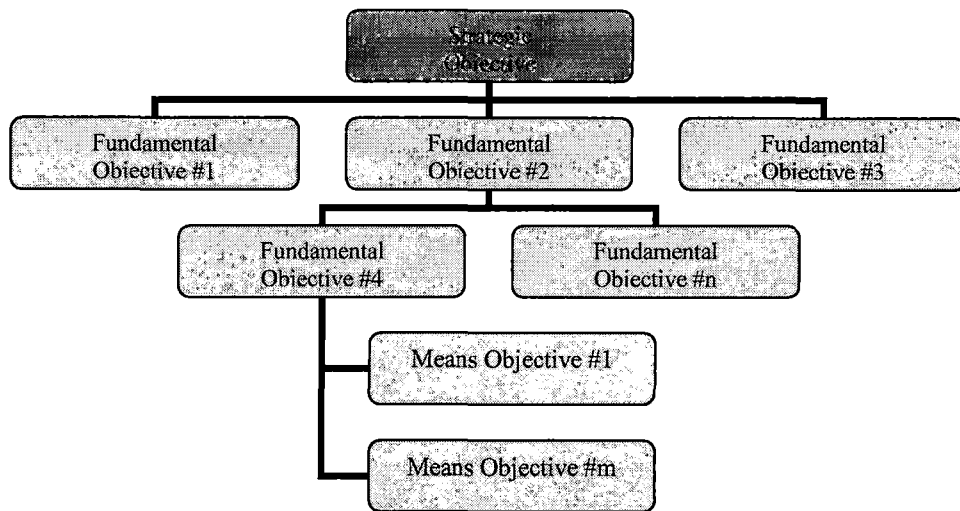 Strategic
Objective
Fundamental
Objective #1
Fundamental
Objective #2
Fundamental
Objective #3
Fundamental
Objective #4
Fundamental
Objective #n
Means Objective #1
Means Objective #m